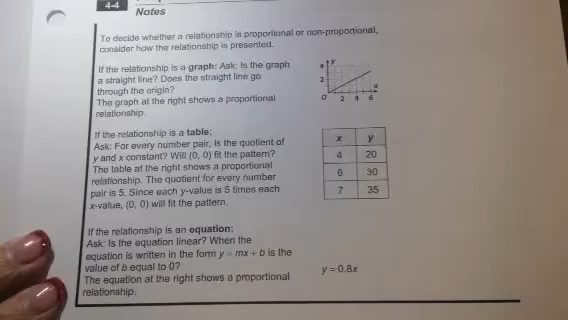 4-4
Notes
To decide whether a relationship is proportional or non-proportional,
consider how the relationship is presented.
If the relationship is a graph: Ask: Is the graph
a straight line? Does the straight line go
through the origin?
The graph at the right shows a proportional
relationship.
4 y
2
x
O 2 4 6
If the relationship is a table:
Ask: For every number pair, is the quotient of
y and x constant? Will (0, 0) fit the pattern?
The table at the right shows a proportional
relationship. The quotient for every number
pair is 5. Since each y-value is 5 times each
x-value, (0, 0) will fit the pattern.
x y
4 20
6 30
7 35
If the relationship is an equation:
Ask: Is the equation linear? When the
equation is written in the form y = mx + b is the
value of b equal to 0?
The equation at the right shows a proportional
relationship.
y = 0.8x